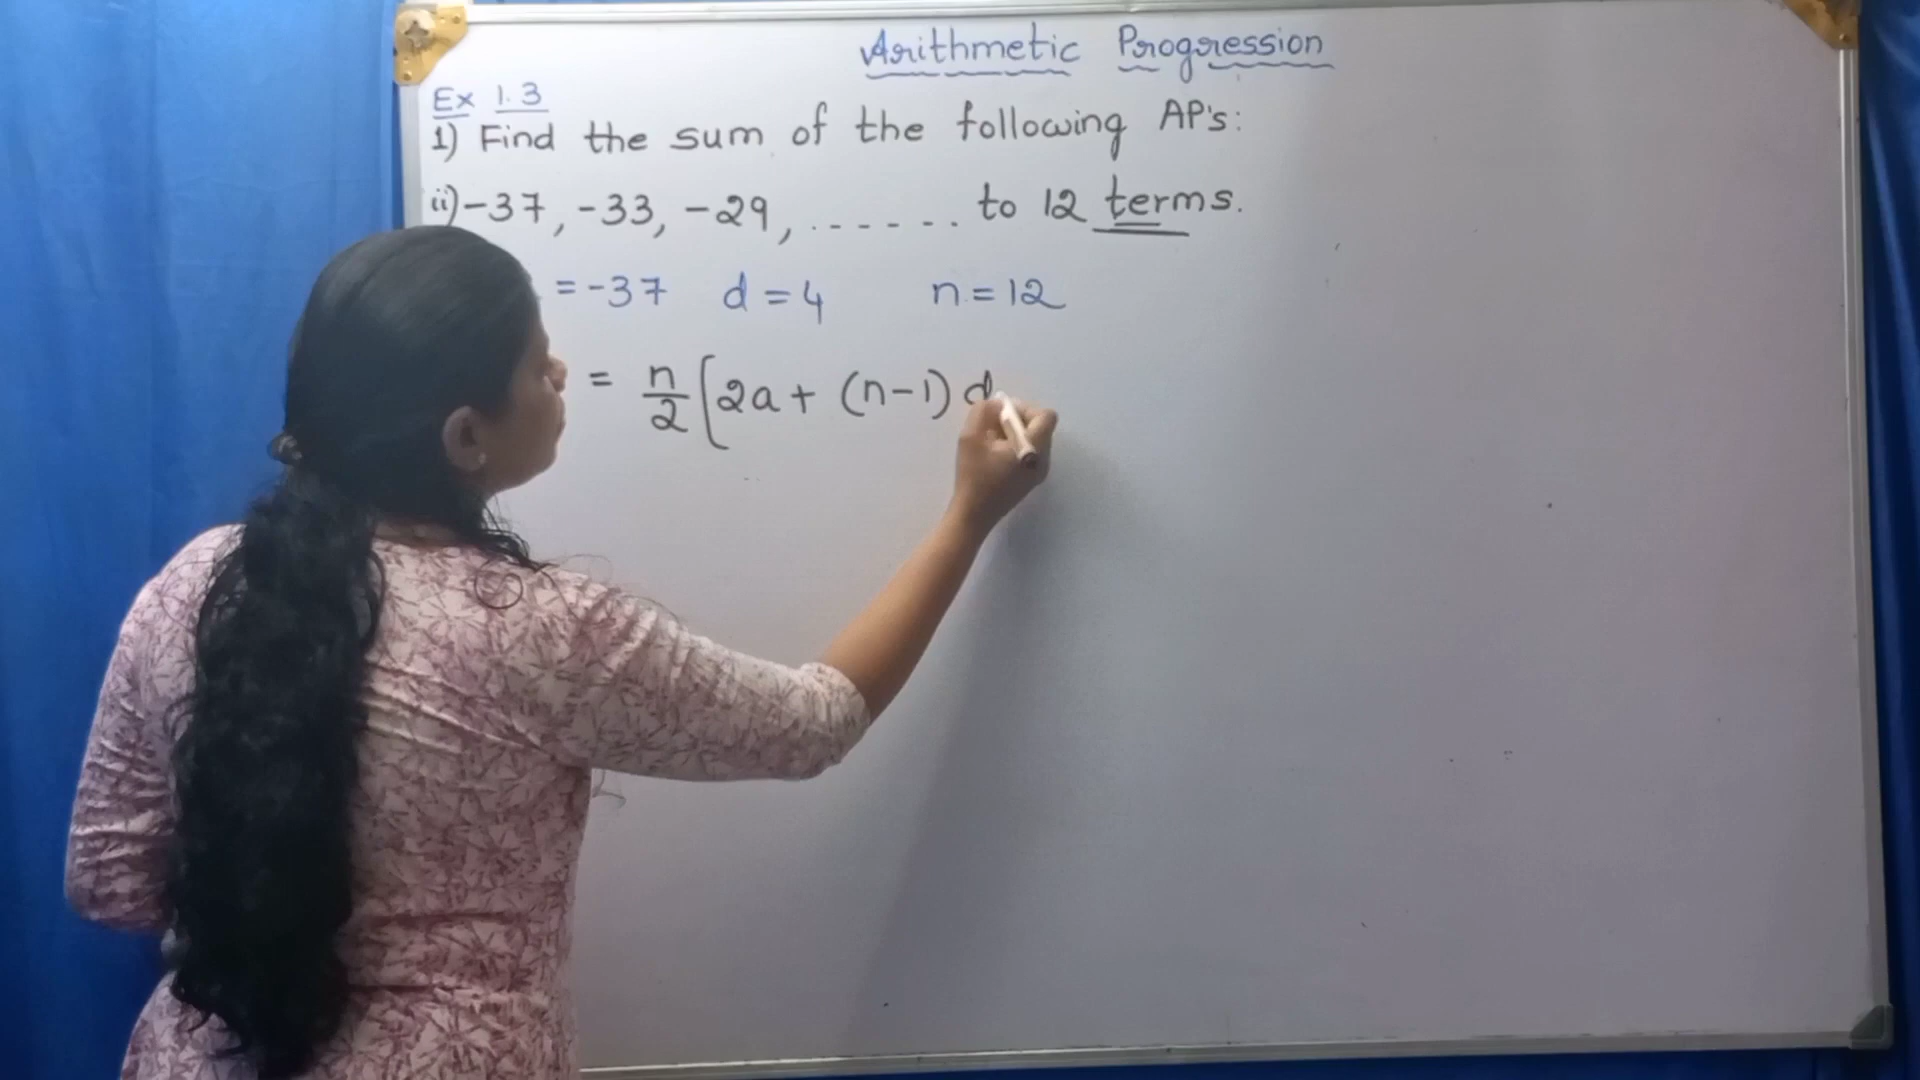 Arithmetic Progression
Ex 1.3
1) Find the sum of the following AP's:
ii) -37, -33, -29, ....... to 12 terms.
= -37 d = 4 n = 12
= n/2 [2a + (n-1) d